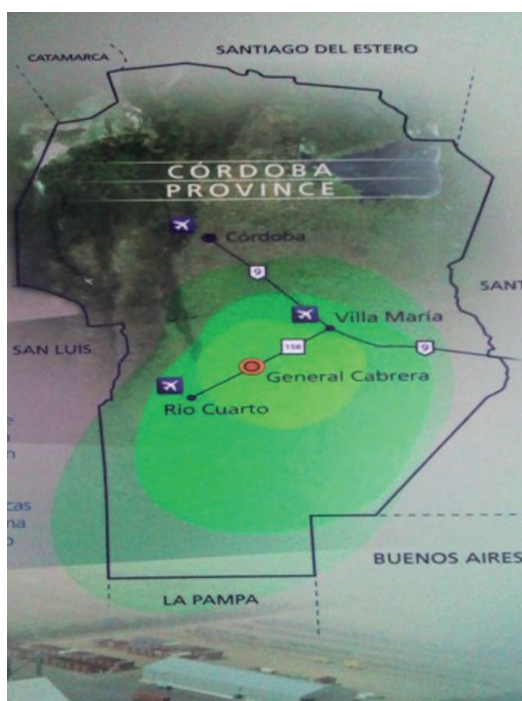 SANTIAGO DEL ESTERO
CATAMARCA
CÓRDOBA
PROVINCE
Córdoba
9
SANT
Villa María
158
9
SAN LUIS
General Cabrera
Río Cuarto
e
a
n
cas
na
o
BUENOS AIRES
LA PAMPA